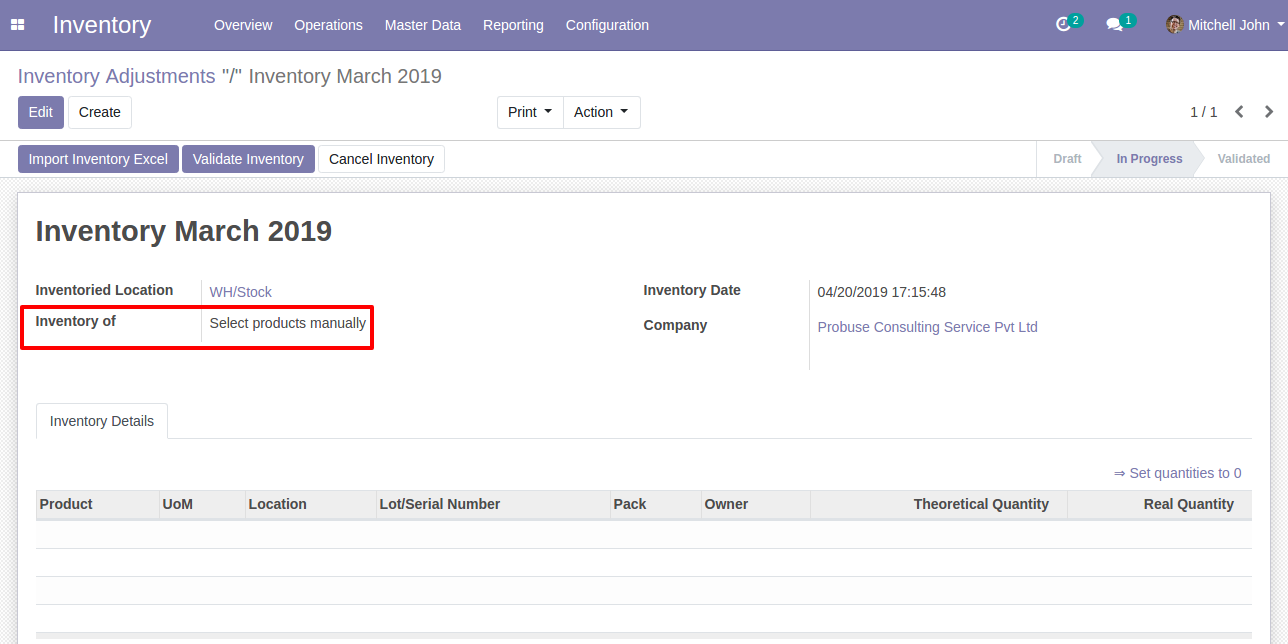 Inventory Overview Operations Master Data Reporting Configuration 2 1 Mitchell John
Inventory Adjustments "/" Inventory March 2019
Edit Create Print Action 1 / 1
Import Inventory Excel Validate Inventory Cancel Inventory Draft In Progress Validated
Inventory March 2019
Inventoried Location WH/Stock Inventory Date 04/20/2019 17:15:48
Inventory of Select products manually Company Probuse Consulting Service Pvt Ltd
Inventory Details
⇒ Set quantities to 0
Product UoM Location Lot/Serial Number Pack Owner Theoretical Quantity Real Quantity